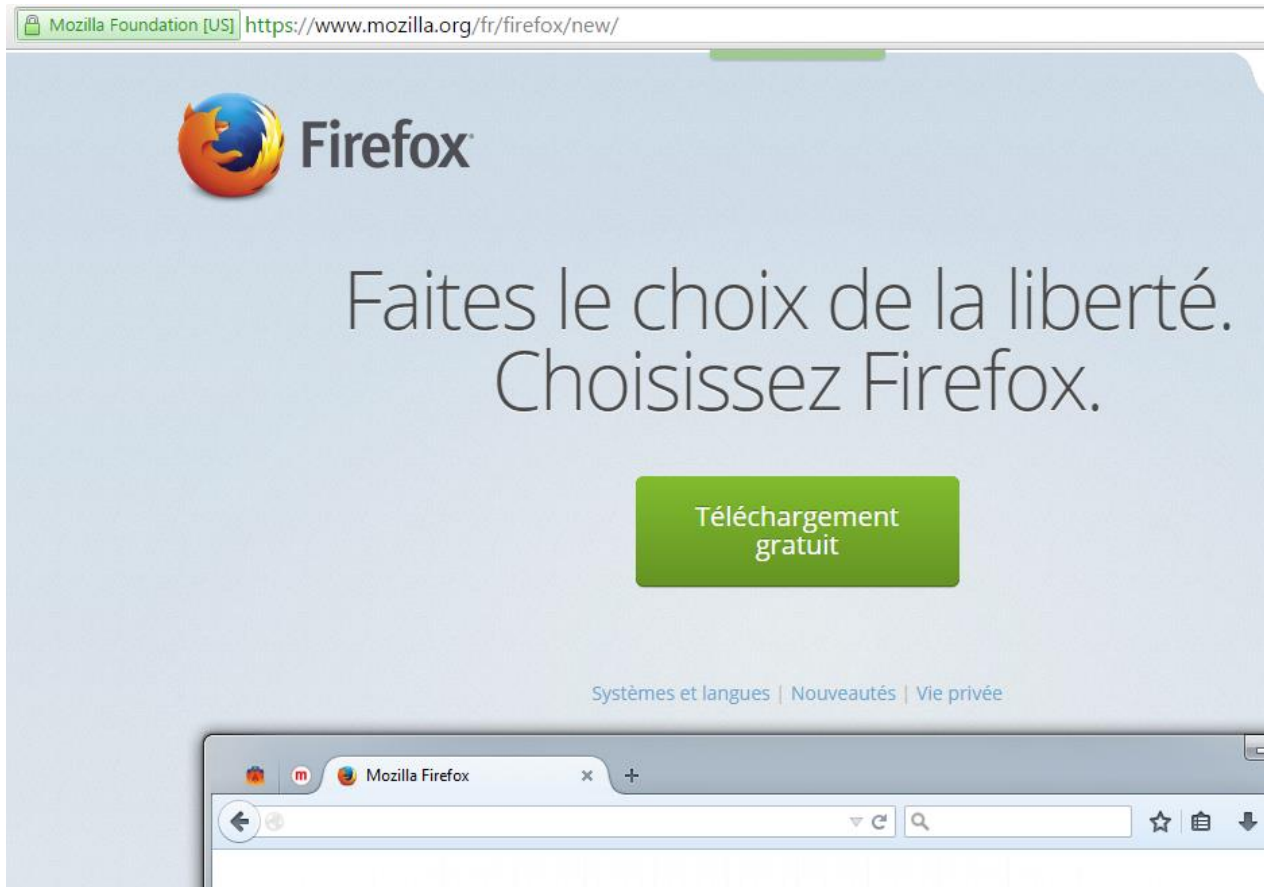 Mozilla Foundation [US] https://www.mozilla.org/fr/firefox/new/
Firefox
Faites le choix de la liberté.
Choisissez Firefox.
Téléchargement
gratuit
Systèmes et langues | Nouveautés | Vie privée
m Mozilla Firefox